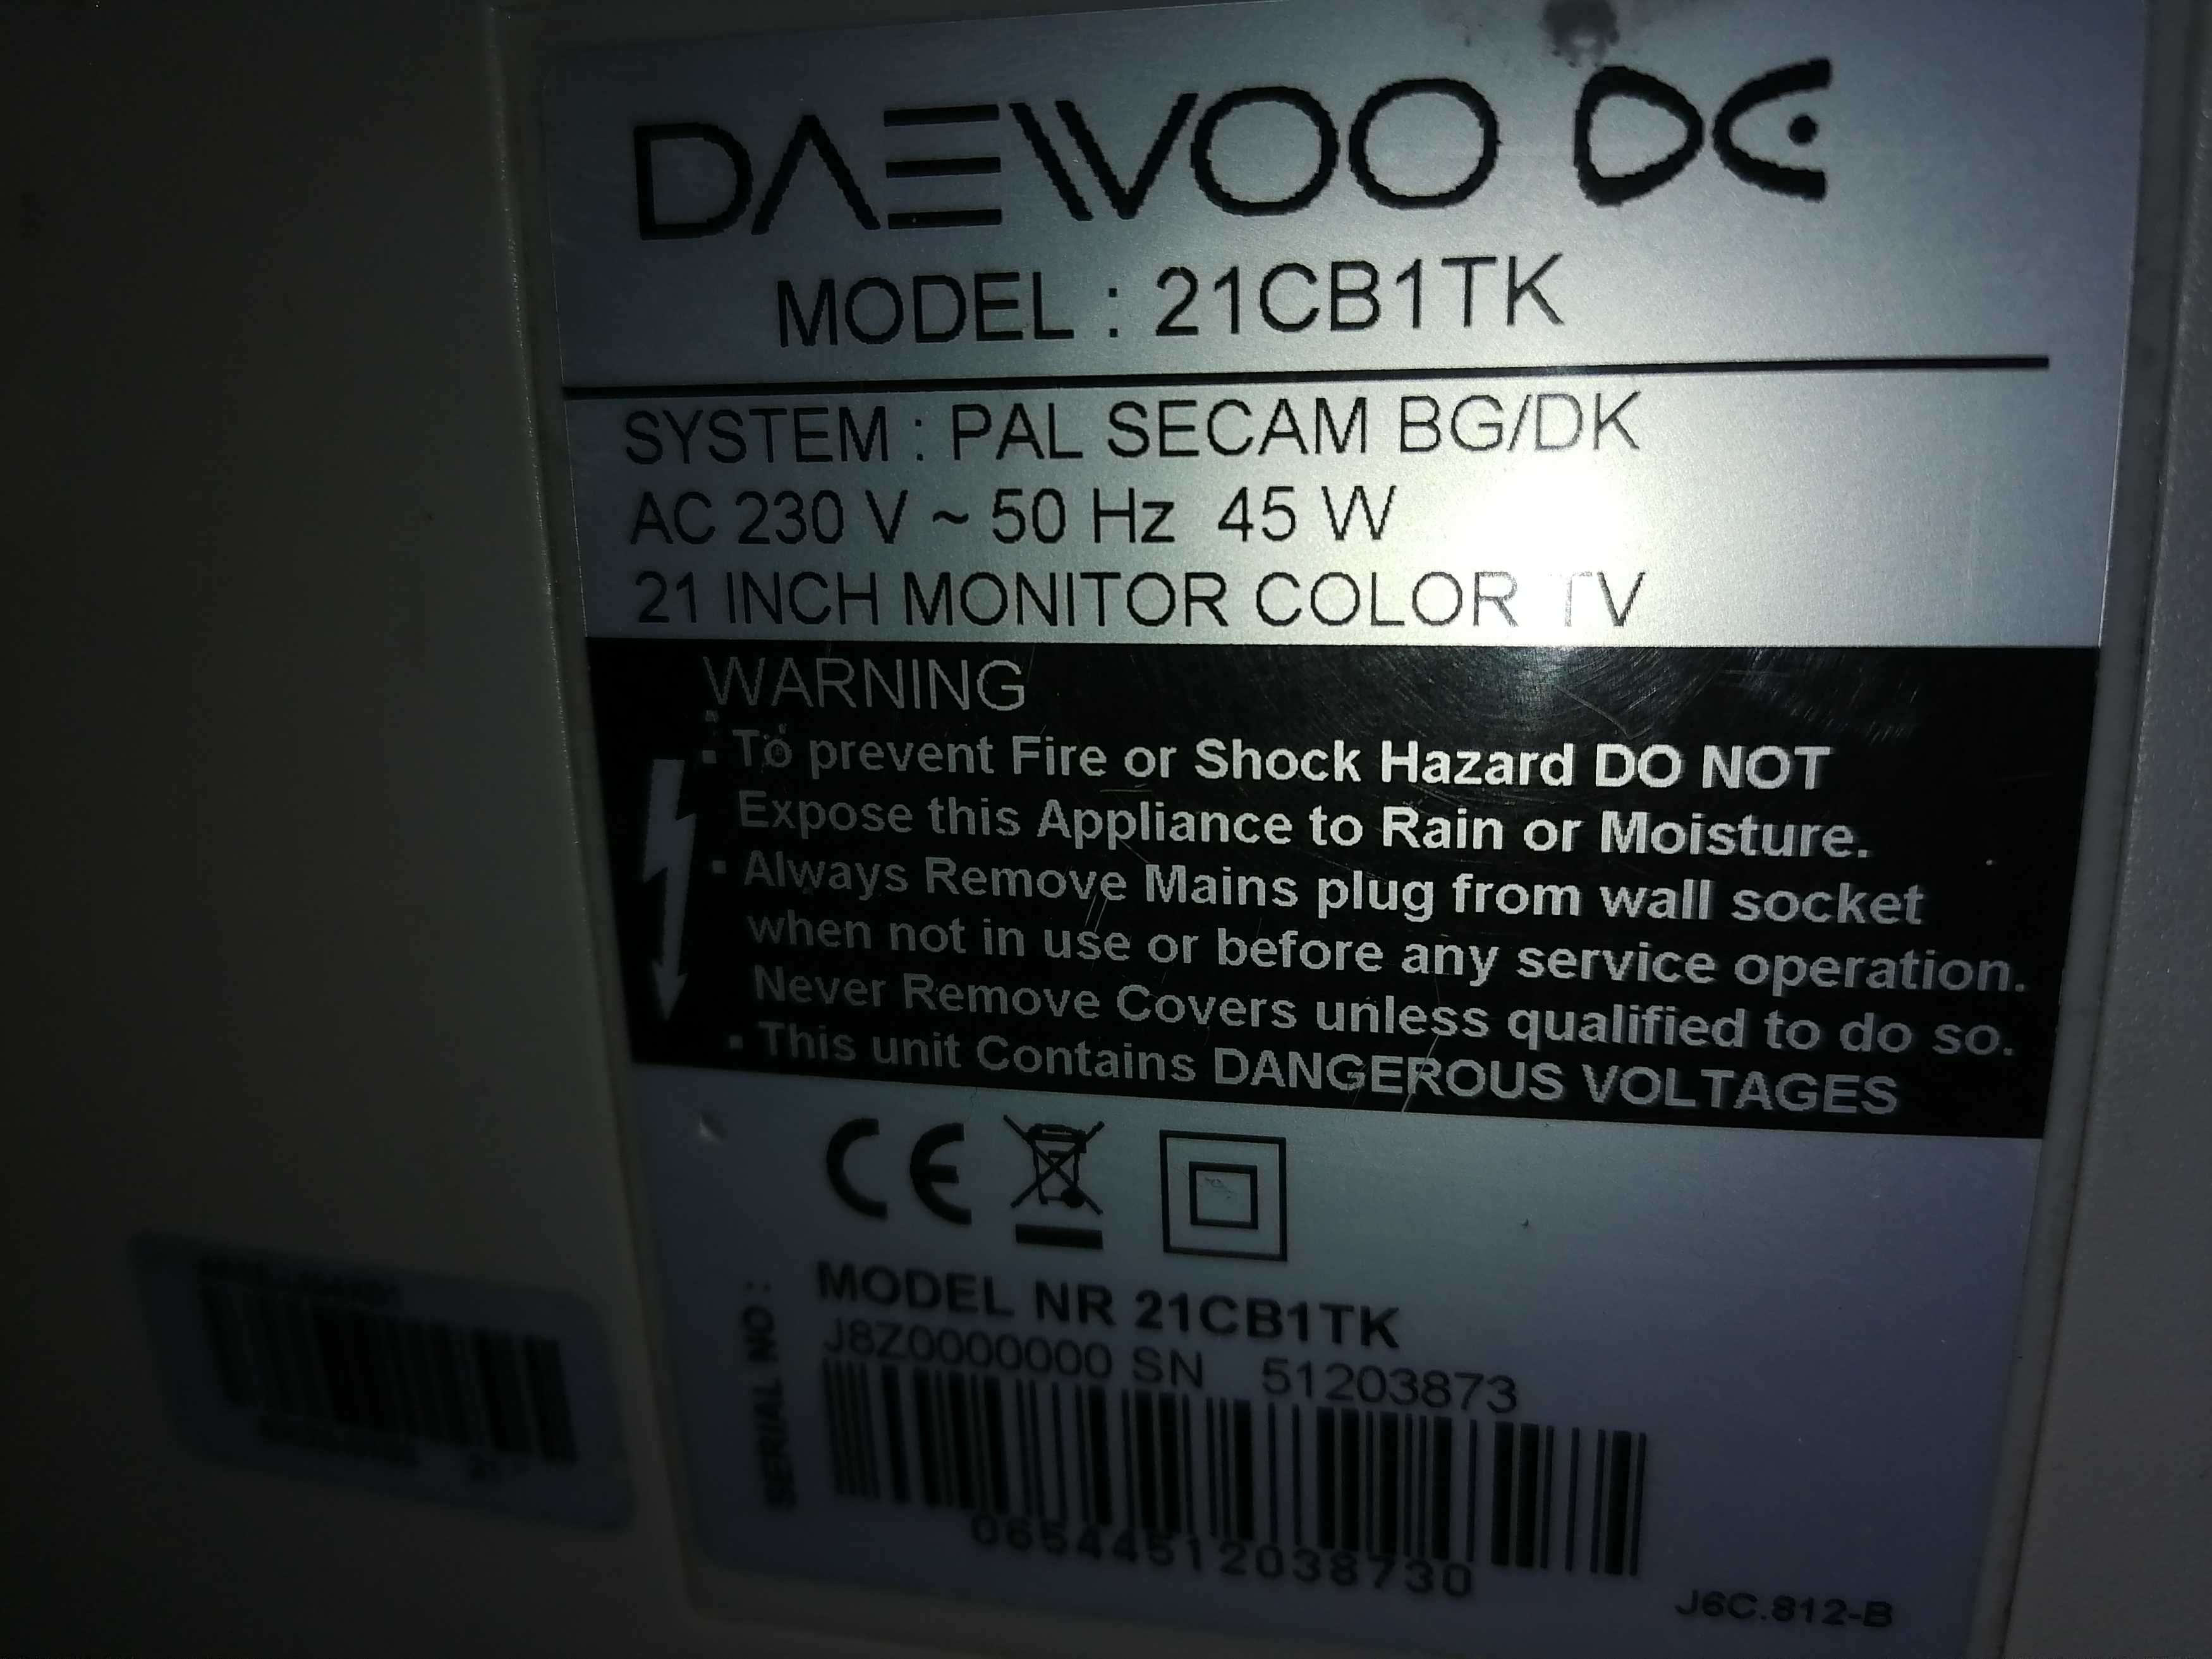 DAEWOO DE
MODEL : 21CB1TK
SYSTEM : PAL SECAM BG/DK
AC 230 V ~ 50 Hz 45 W
21 INCH MONITOR COLOR TV
WARNING
▪ To prevent Fire or Shock Hazard DO NOT
Expose this Appliance to Rain or Moisture.
▪ Always Remove Mains plug from wall socket
when not in use or before any service operation.
Never Remove Covers unless qualified to do so.
▪ This unit Contains DANGEROUS VOLTAGES
CE
MODEL NR 21CB1TK
SERIAL NO :
J8Z0000000 SN 51203873
06544512038730
J6C.812-B